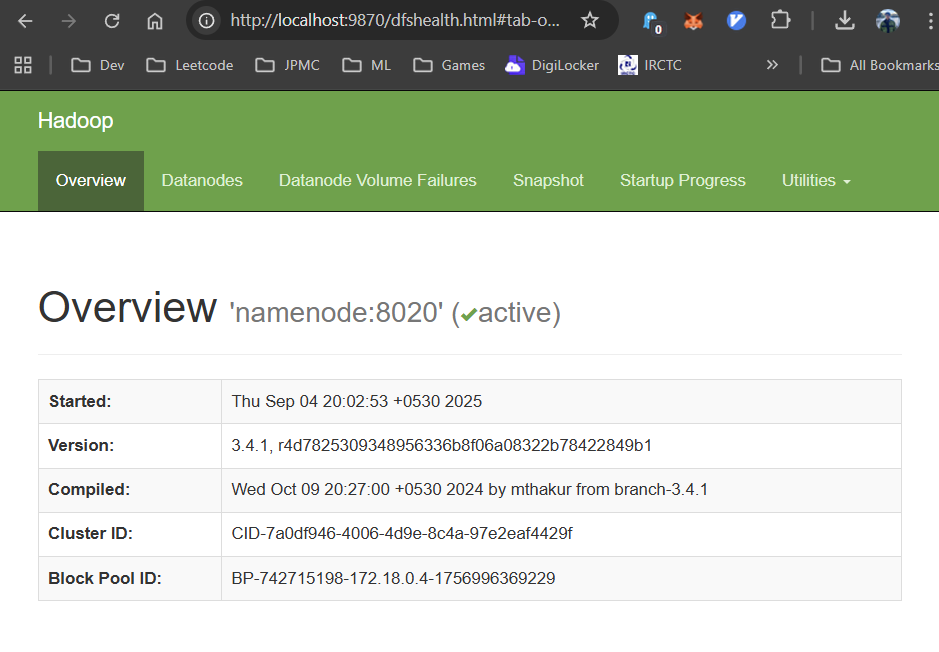 http://localhost:9870/dfshealth.html#tab-o...
0
Dev Leetcode JPMC ML Games DigiLocker IRCTC » All Bookmarks
Hadoop
Overview Datanodes Datanode Volume Failures Snapshot Startup Progress Utilities
Overview 'namenode:8020' (✔active)
Started: Thu Sep 04 20:02:53 +0530 2025
Version: 3.4.1, r4d7825309348956336b8f06a08322b78422849b1
Compiled: Wed Oct 09 20:27:00 +0530 2024 by mthakur from branch-3.4.1
Cluster ID: CID-7a0df946-4006-4d9e-8c4a-97e2eaf4429f
Block Pool ID: BP-742715198-172.18.0.4-1756996369229